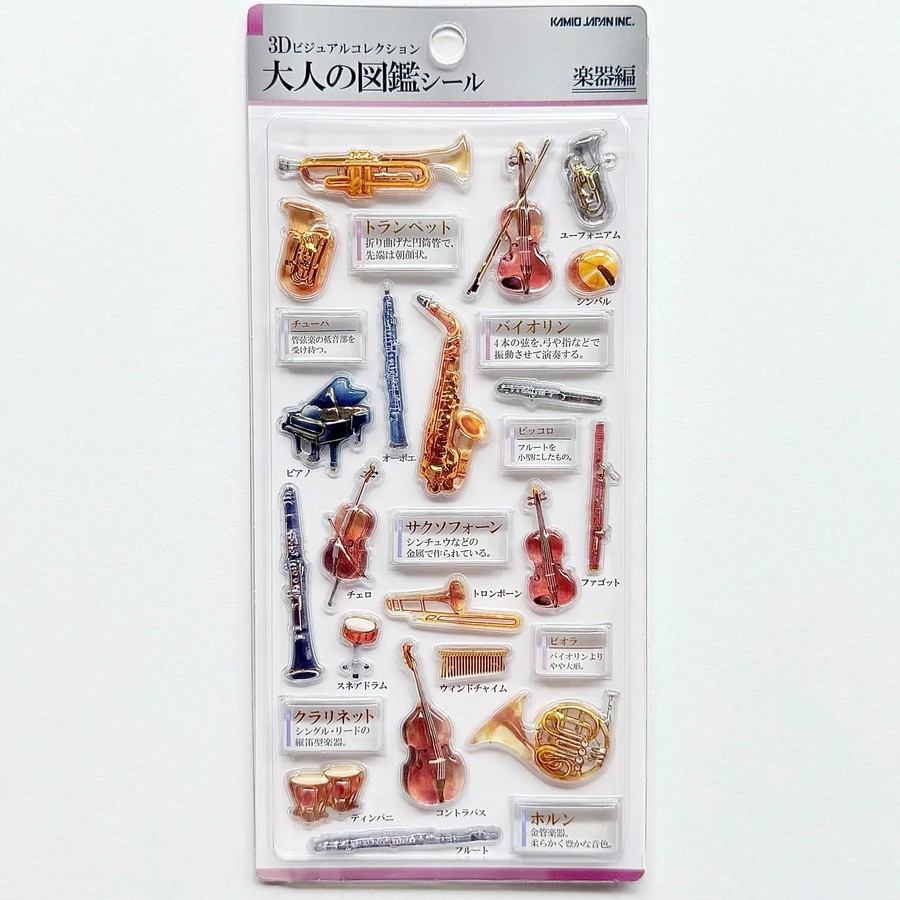 KAMIO JAPAN INC.
3Dビジュアルコレクション
大人の図鑑シール
楽器編
トランペット
折り曲げた円筒管で、
先端は朝顔状。
ユーフォニアム
シンバル
チューバ
管弦楽の低音部を
受け持つ。
バイオリン
4本の弦を、弓や指などで
振動させて演奏する。
ピアノ
オーボエ
ピッコロ
フルートを
小型にしたもの。
サクソフォーン
シンチュウなどの
金属で作られている。
チェロ
トロンボーン
ファゴット
スネアドラム
ウィンドチャイム
ビオラ
バイオリンより
やや大形。
クラリネット
シングル・リードの
縦笛型楽器。
ティンパニ
コントラバス
ホルン
金管楽器。
柔らかく豊かな音色
フルート